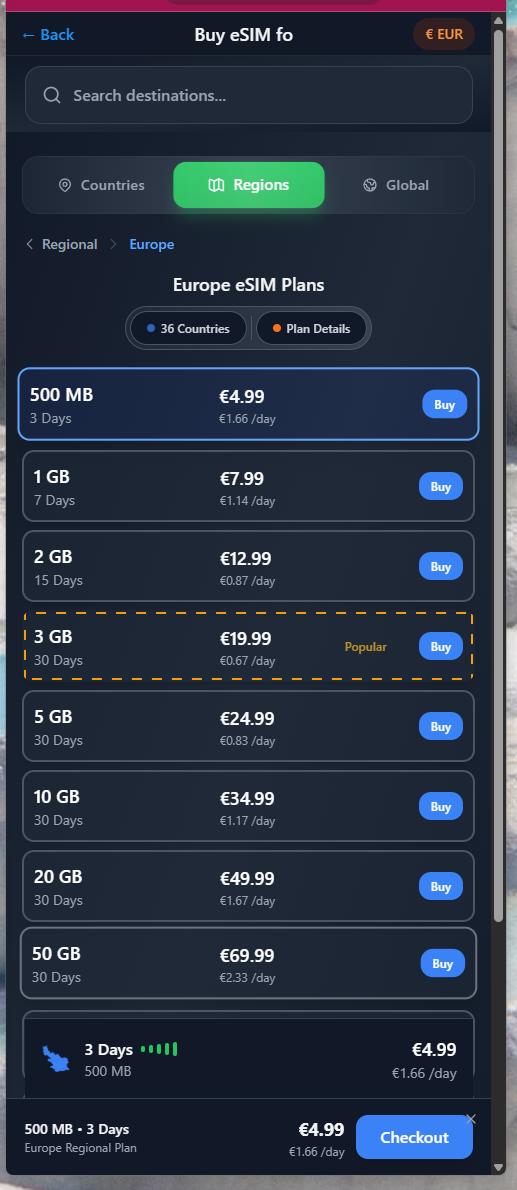 ← Back
Buy eSIM fo
€ EUR
Search destinations...
Countries
Regions
Global
Regional
Europe
Europe eSIM Plans
36 Countries
Plan Details
500 MB
€4.99
3 Days
€1.66 /day
Buy
1 GB
€7.99
7 Days
€1.14 /day
Buy
2 GB
€12.99
15 Days
€0.87 /day
Buy
3 GB
€19.99
30 Days
€0.67 /day
Popular
Buy
5 GB
€24.99
30 Days
€0.83 /day
Buy
10 GB
€34.99
30 Days
€1.17 /day
Buy
20 GB
€49.99
30 Days
€1.67 /day
Buy
50 GB
€69.99
30 Days
€2.33 /day
Buy
3 Days
€4.99
500 MB
€1.66 /day
500 MB • 3 Days
€4.99
Europe Regional Plan
€1.66 /day
Checkout